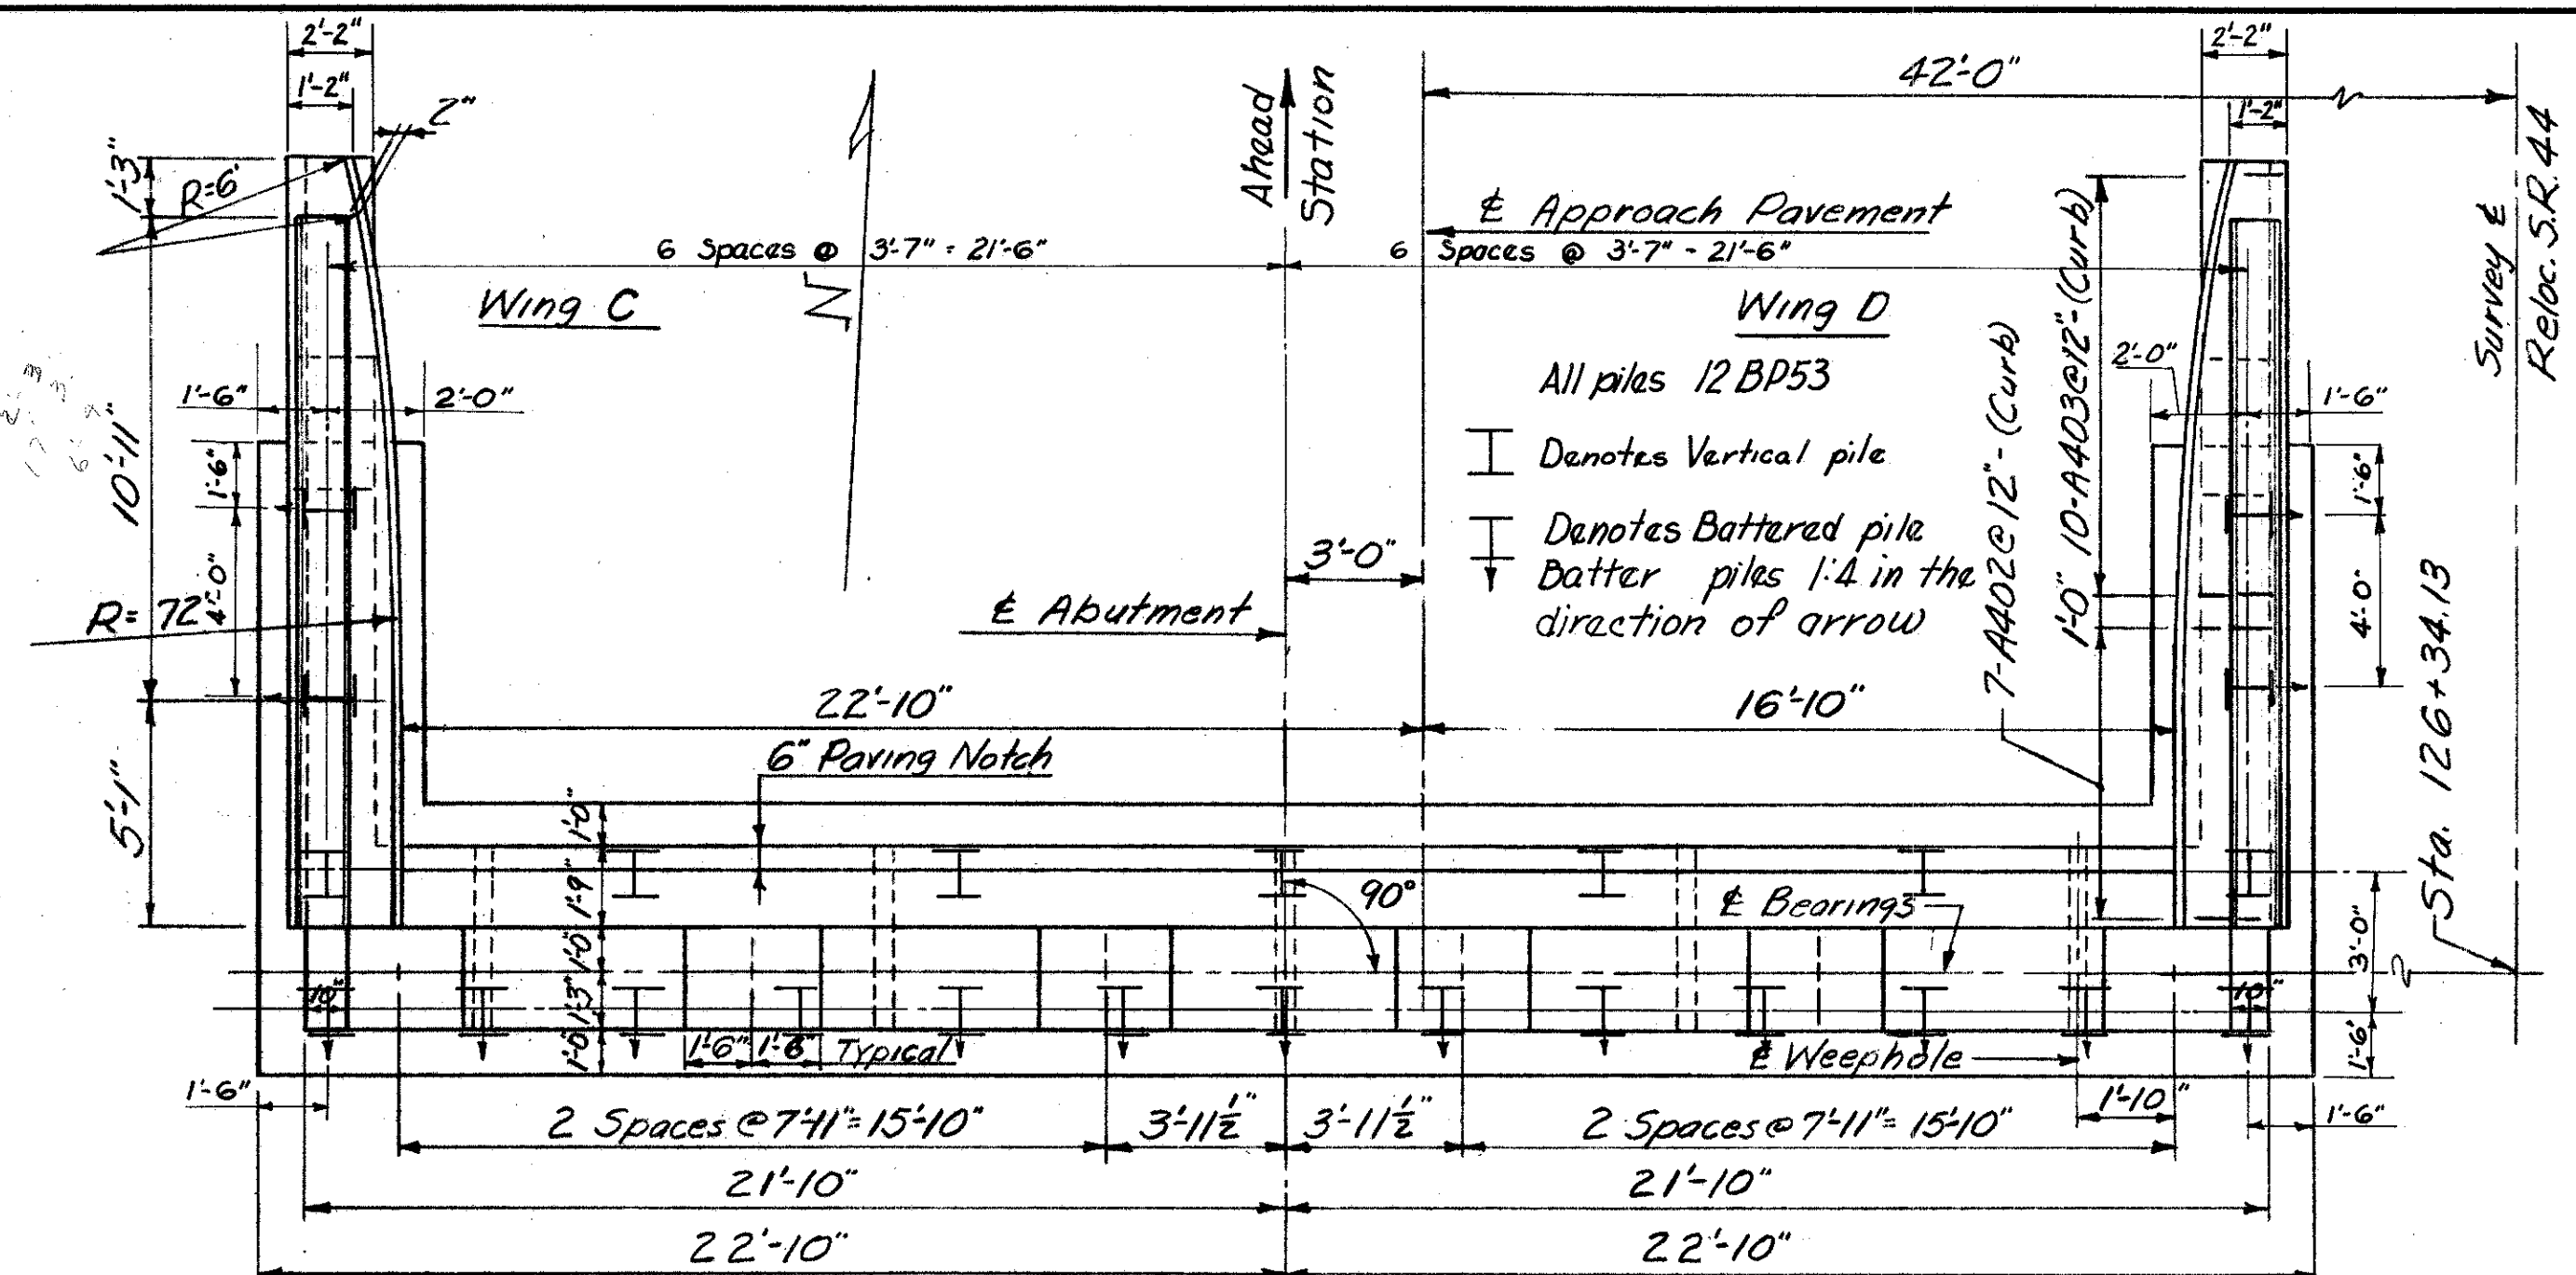 2'-2"
1'-2"
2"
1'-3"
R=6'
Ahead
Station
42'-0"
2'-2"
1'-2"
℄ Approach Pavement
6 Spaces @ 3'-7" = 21'-6"
6 Spaces @ 3'-7" - 21'-6"
Wing C
N
Wing D
All piles 12 BP53
Denotes Vertical pile
Denotes Battered pile
Batter piles 1:4 in the
direction of arrow
7-A402@12"-(Curb)
1'-0" 10-A403@12"-(Curb)
Survey ℄
Reloc. S.R. 44
Sta. 126+34.13
1'-6"
2'-0"
2'-0"
1'-6"
10'-11"
1'-6"
4'-0"
1'-6"
4'-0"
R= 72'
3'-0"
℄ Abutment
22'-10"
16'-10"
6" Paving Notch
5'-1"
1'-0"
1'-9"
1'-0"
1'-3"
1'-0"
90°
℄ Bearings
3'-0"
2
1'-6"
10"
10"
1'-6" 1'-6" Typical
℄ Weephole
1'-6"
1'-10"
1'-6"
2 Spaces @ 7'-11" = 15'-10"
3'-11½"
3'-11½"
2 Spaces @ 7'-11" = 15'-10"
21'-10"
21'-10"
22'-10"
22'-10"